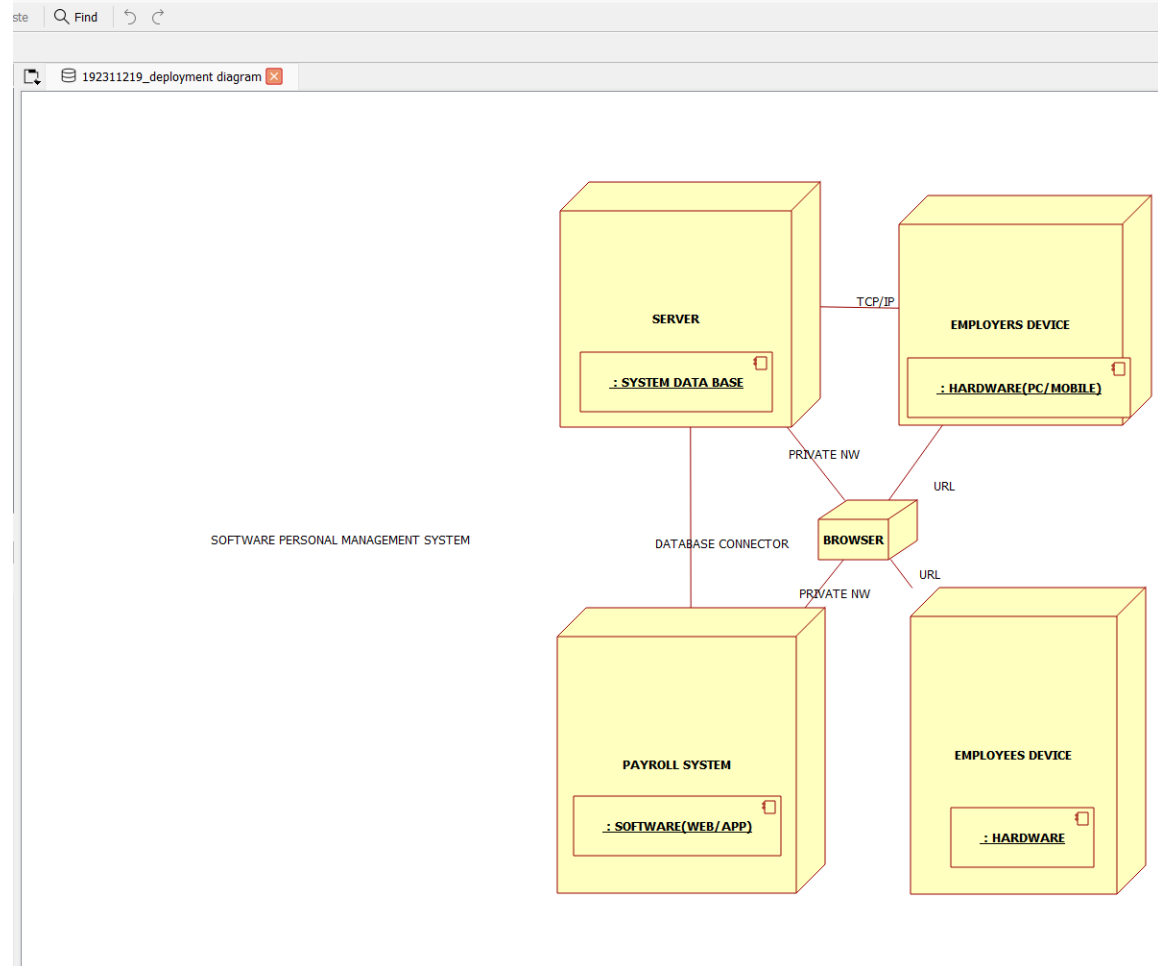 ste
Find
192311219_deployment diagram
SERVER
: SYSTEM DATA BASE
TCP/IP
EMPLOYERS DEVICE
: HARDWARE(PC/MOBILE)
PRIVATE NW
URL
SOFTWARE PERSONAL MANAGEMENT SYSTEM
DATABASE CONNECTOR
BROWSER
PRIVATE NW
URL
PAYROLL SYSTEM
: SOFTWARE(WEB/APP)
EMPLOYEES DEVICE
: HARDWARE